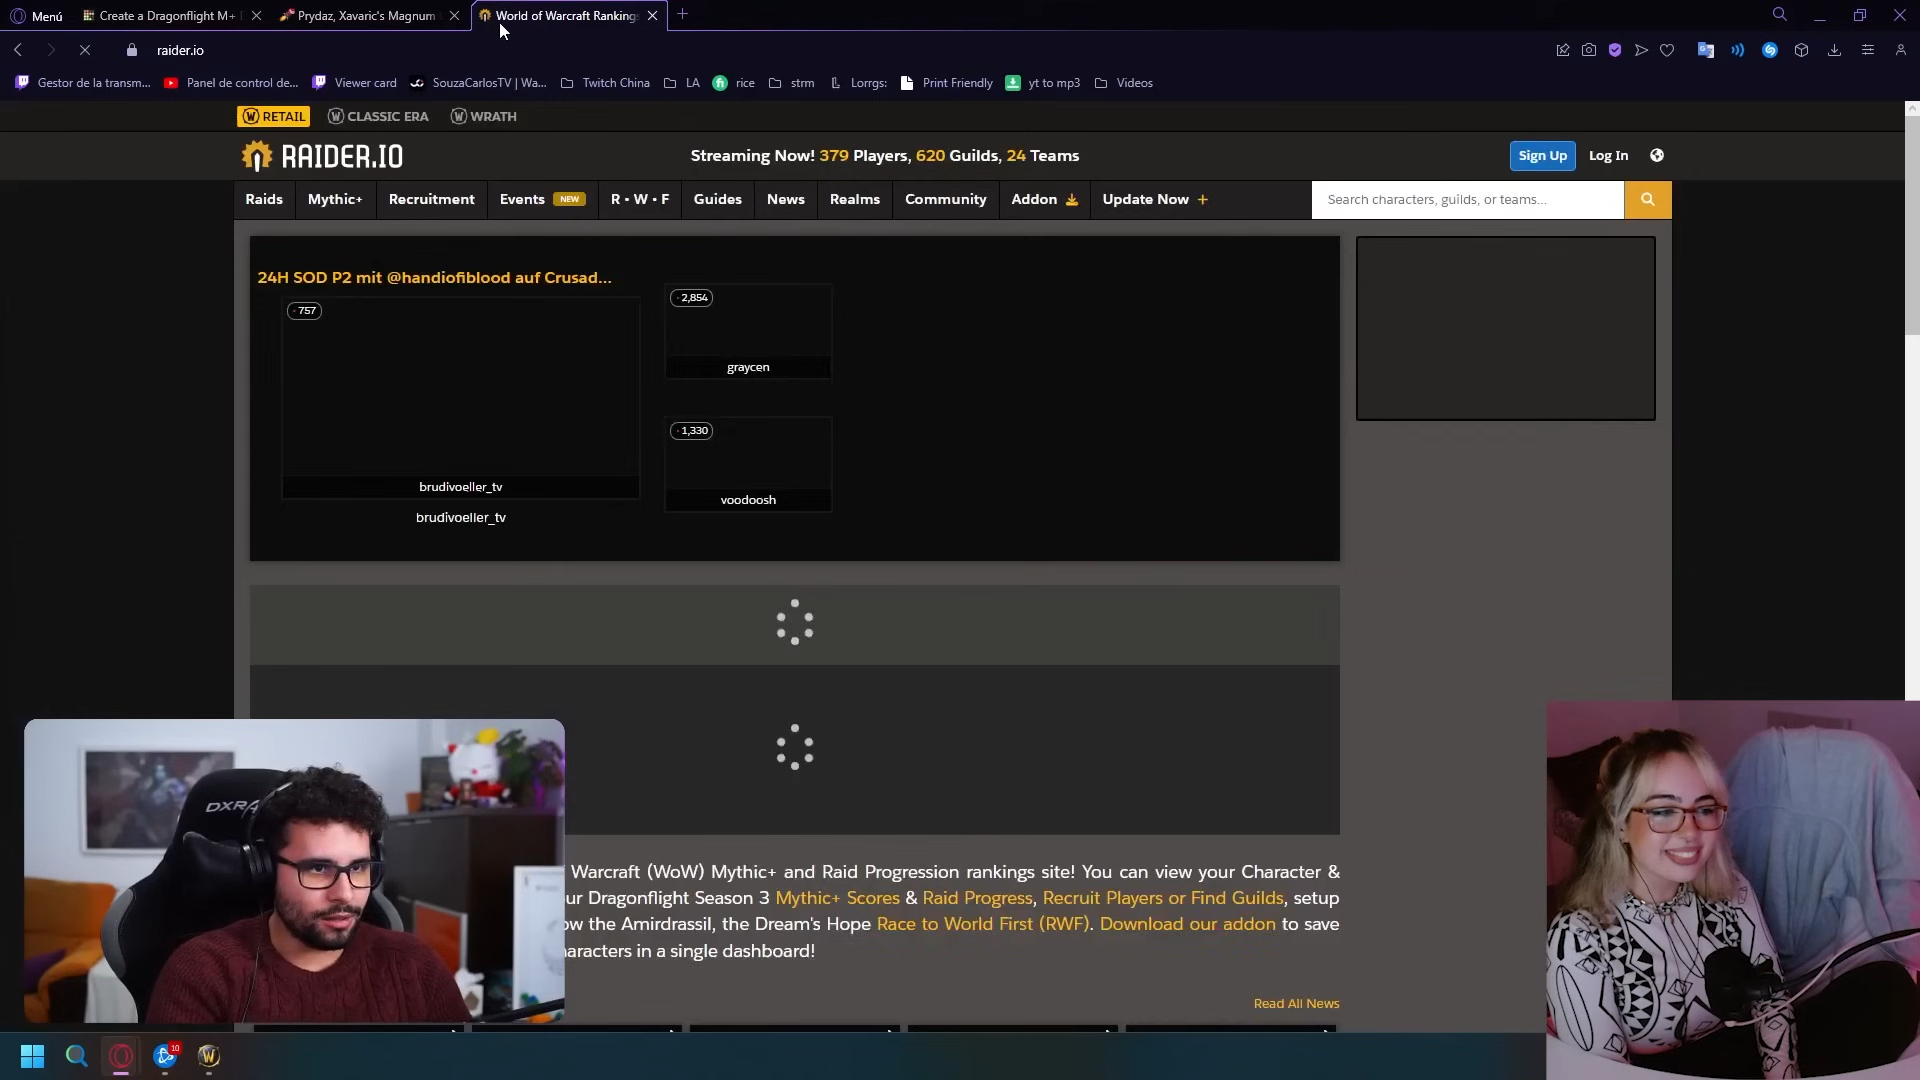 Menú
Create a Dragonflight M+
Prydaz, Xavaric's Magnum
World of Warcraft Rankings
raider.io
Gestor de la transm...
Panel de control de...
Viewer card
SouzaCarlosTV | Wa...
Twitch China
LA
rice
strm
Lorrgs:
Print Friendly
yt to mp3
Videos
RETAIL
CLASSIC ERA
WRATH
RAIDER.IO
Streaming Now! 379 Players, 620 Guilds, 24 Teams
Sign Up
Log In
Raids
Mythic+
Recruitment
Events NEW
R • W • F
Guides
News
Realms
Community
Addon
Update Now +
Search characters, guilds, or teams...
24H SOD P2 mit @handiofiblood auf Crusad...
757
brudivoeller_tv
brudivoeller_tv
2,854
graycen
1,330
voodoosh
Warcraft (WoW) Mythic+ and Raid Progression rankings site! You can view your Character &
ur Dragonflight Season 3 Mythic+ Scores & Raid Progress, Recruit Players or Find Guilds, setup
ow the Amirdrassil, the Dream's Hope Race to World First (RWF). Download our addon to save
haracters in a single dashboard!
Read All News
DXRA
10